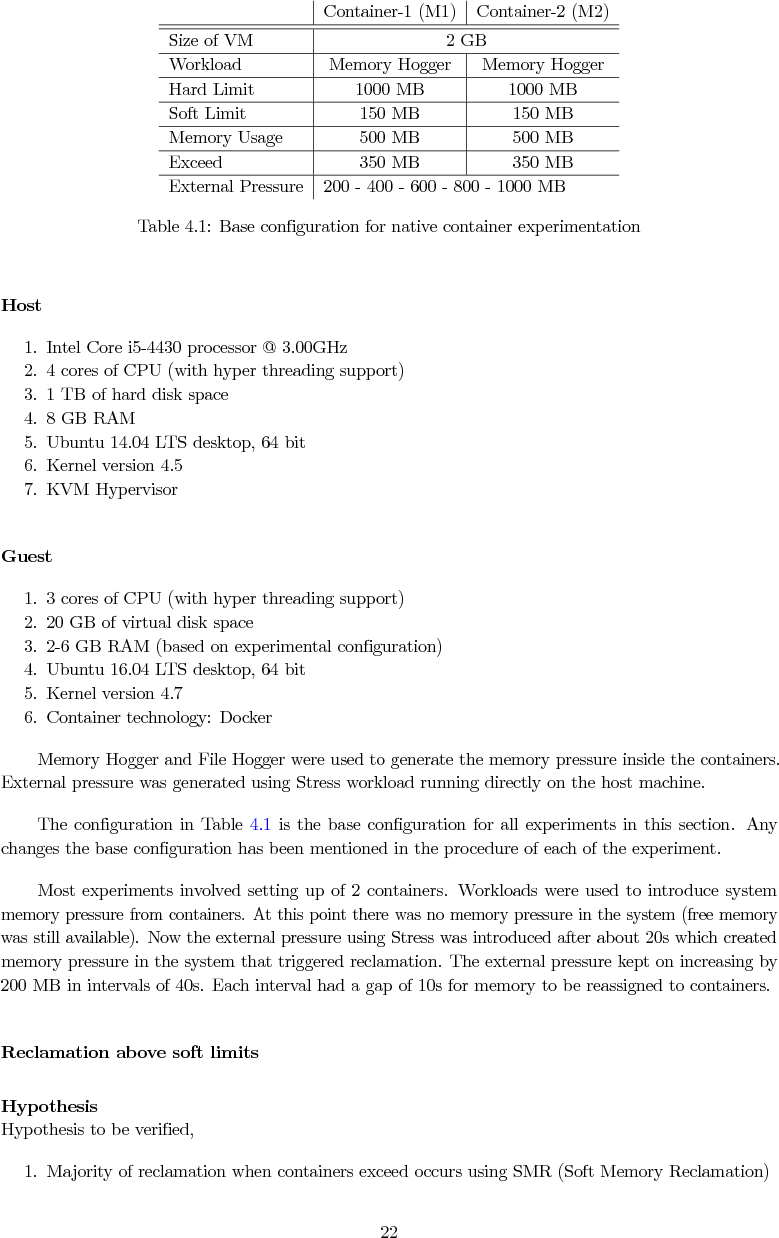 Container-1 (M1) Container-2 (M2)
Size of VM 2 GB
Workload Memory Hogger Memory Hogger
Hard Limit 1000 MB 1000 MB
Soft Limit 150 MB 150 MB
Memory Usage 500 MB 500 MB
Exceed 350 MB 350 MB
External Pressure 200 - 400 - 600 - 800 - 1000 MB
Table 4.1: Base configuration for native container experimentation
Host
1. Intel Core i5-4430 processor @ 3.00GHz
2. 4 cores of CPU (with hyper threading support)
3. 1 TB of hard disk space
4. 8 GB RAM
5. Ubuntu 14.04 LTS desktop, 64 bit
6. Kernel version 4.5
7. KVM Hypervisor
Guest
1. 3 cores of CPU (with hyper threading support)
2. 20 GB of virtual disk space
3. 2-6 GB RAM (based on experimental configuration)
4. Ubuntu 16.04 LTS desktop, 64 bit
5. Kernel version 4.7
6. Container technology: Docker
Memory Hogger and File Hogger were used to generate the memory pressure inside the containers.
External pressure was generated using Stress workload running directly on the host machine.
The configuration in Table 4.1 is the base configuration for all experiments in this section. Any
changes the base configuration has been mentioned in the procedure of each of the experiment.
Most experiments involved setting up of 2 containers. Workloads were used to introduce system
memory pressure from containers. At this point there was no memory pressure in the system (free memory
was still available). Now the external pressure using Stress was introduced after about 20s which created
memory pressure in the system that triggered reclamation. The external pressure kept on increasing by
200 MB in intervals of 40s. Each interval had a gap of 10s for memory to be reassigned to containers.
Reclamation above soft limits
Hypothesis
Hypothesis to be verified,
1. Majority of reclamation when containers exceed occurs using SMR (Soft Memory Reclamation)
22